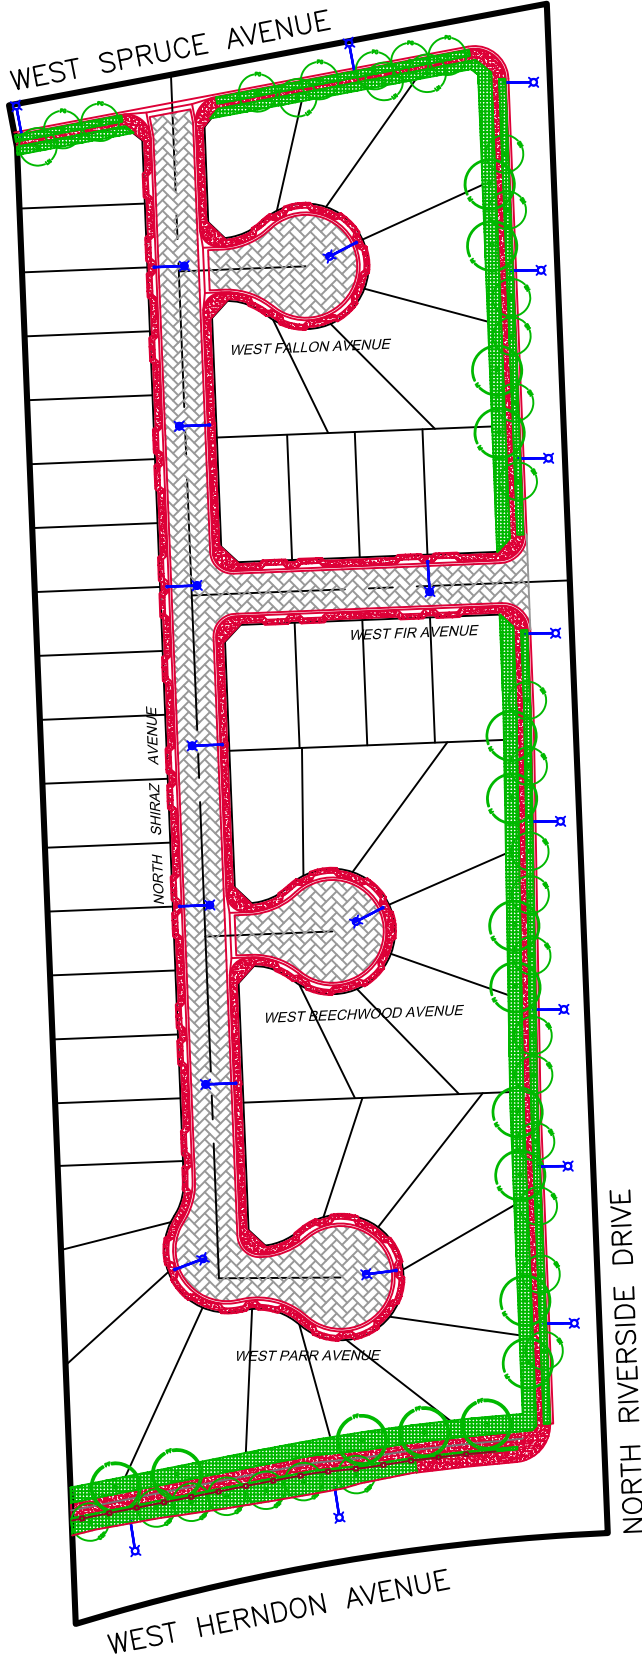 WEST SPRUCE AVENUE
WEST FALLON AVENUE
WEST FIR AVENUE
NORTH SHIRAZ AVENUE
WEST BEECHWOOD AVENUE
WEST PARR AVENUE
NORTH RIVERSIDE DRIVE
WEST HERNDON AVENUE